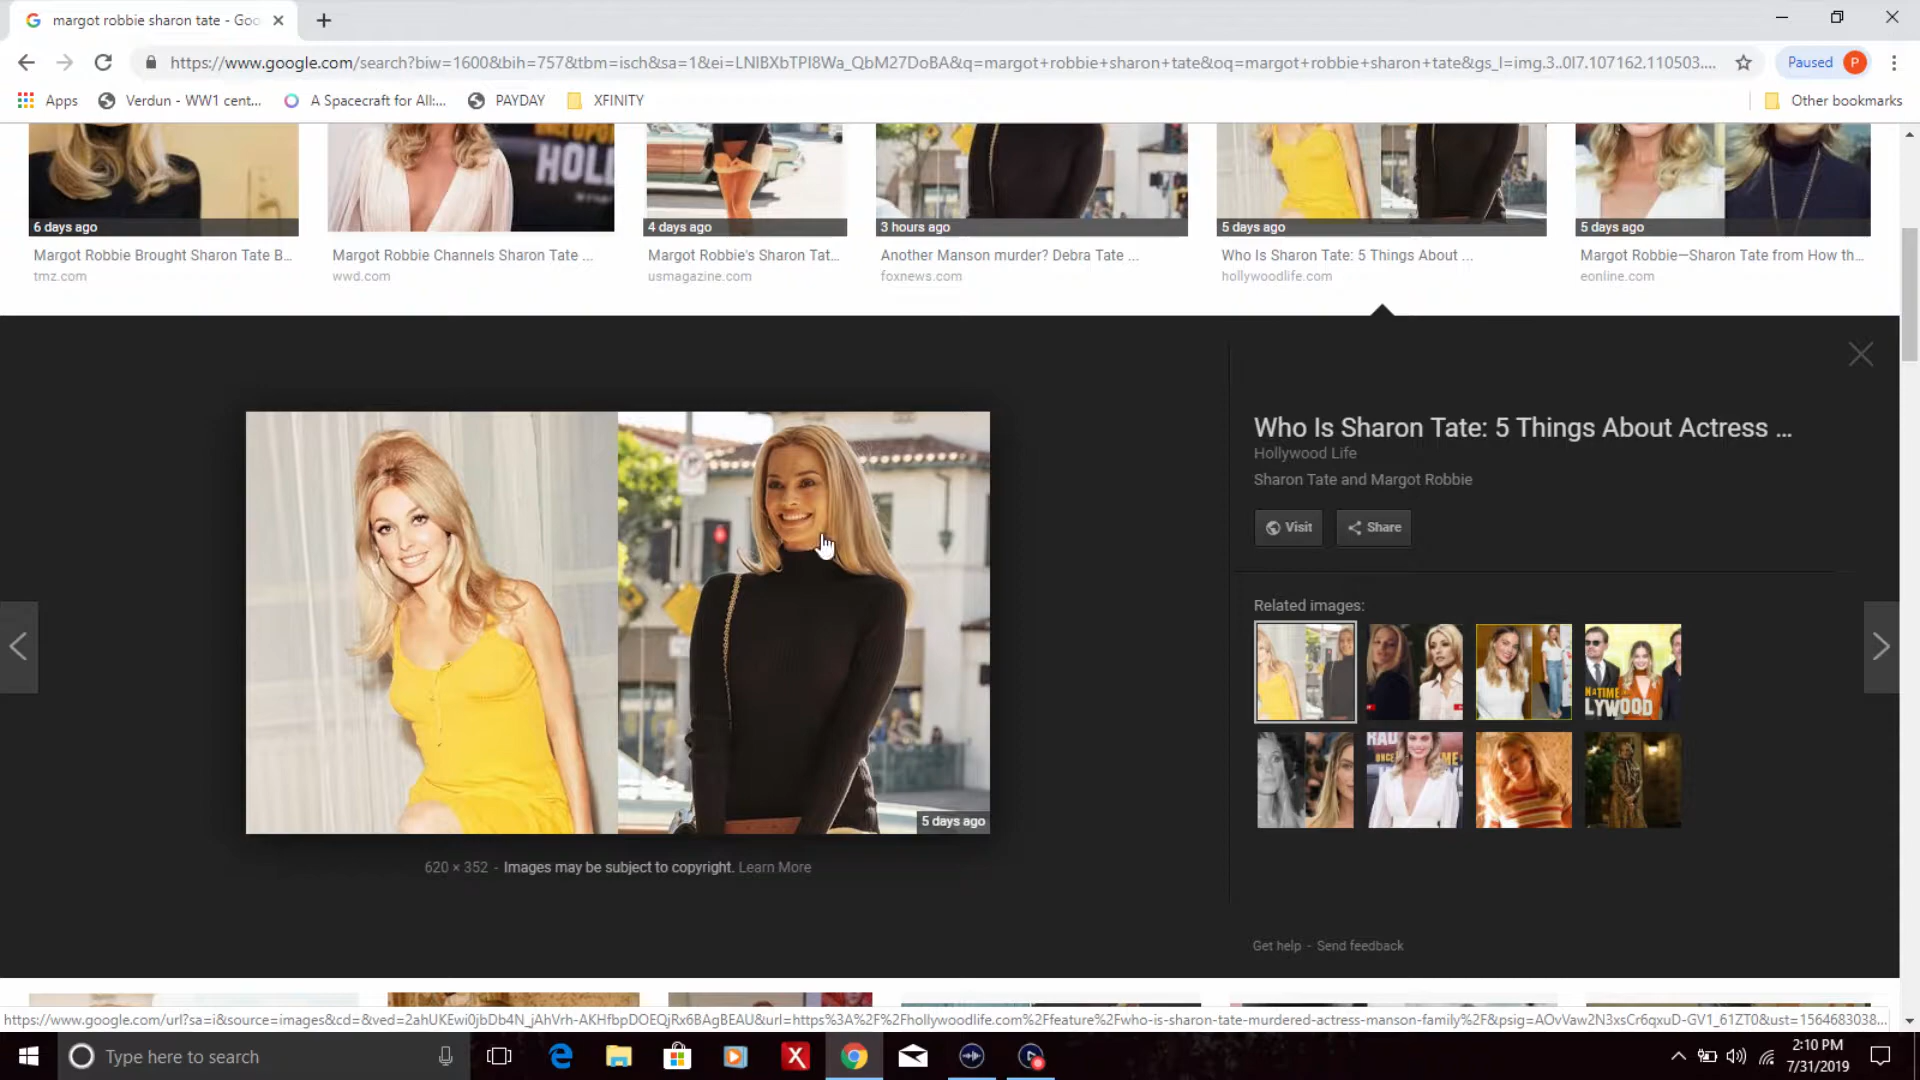 margot robbie sharon tate - Goo
https://www.google.com/search?biw=1600&bih=757&tbm=isch&sa=1&ei=LNlBXbTPI8Wa_QbM27DoBA&q=margot+robbie+sharon+tate&oq=margot+robbie+sharon+tate&gs_l=img.3..0l7.107162.110503....
Paused P
Apps
Verdun - WW1 cent...
A Spacecraft for All:...
PAYDAY
XFINITY
Other bookmarks
HOLL
6 days ago
4 days ago
3 hours ago
5 days ago
5 days ago
Margot Robbie Brought Sharon Tate B...
Margot Robbie Channels Sharon Tate ...
Margot Robbie's Sharon Tat...
Another Manson murder? Debra Tate ...
Who Is Sharon Tate: 5 Things About ...
Margot Robbie—Sharon Tate from How th...
tmz.com
wwd.com
usmagazine.com
foxnews.com
hollywoodlife.com
eonline.com
Who Is Sharon Tate: 5 Things About Actress ...
Hollywood Life
Sharon Tate and Margot Robbie
Visit
Share
Related images:
N A TIME
LYWOOD
5 days ago
620 × 352 - Images may be subject to copyright. Learn More
Get help - Send feedback
https://www.google.com/url?sa=i&source=images&cd=&ved=2ahUKEwi0jbDb4N_jAhVrh-AKHfbpDOEQjRx6BAgBEAU&url=https%3A%2F%2Fhollywoodlife.com%2Ffeature%2Fwho-is-sharon-tate-murdered-actress-manson-family%2F&psig=AOvVaw2N3xsCr6qxuD-GV1_61ZT0&ust=1564683038...
Type here to search
2:10 PM
7/31/2019